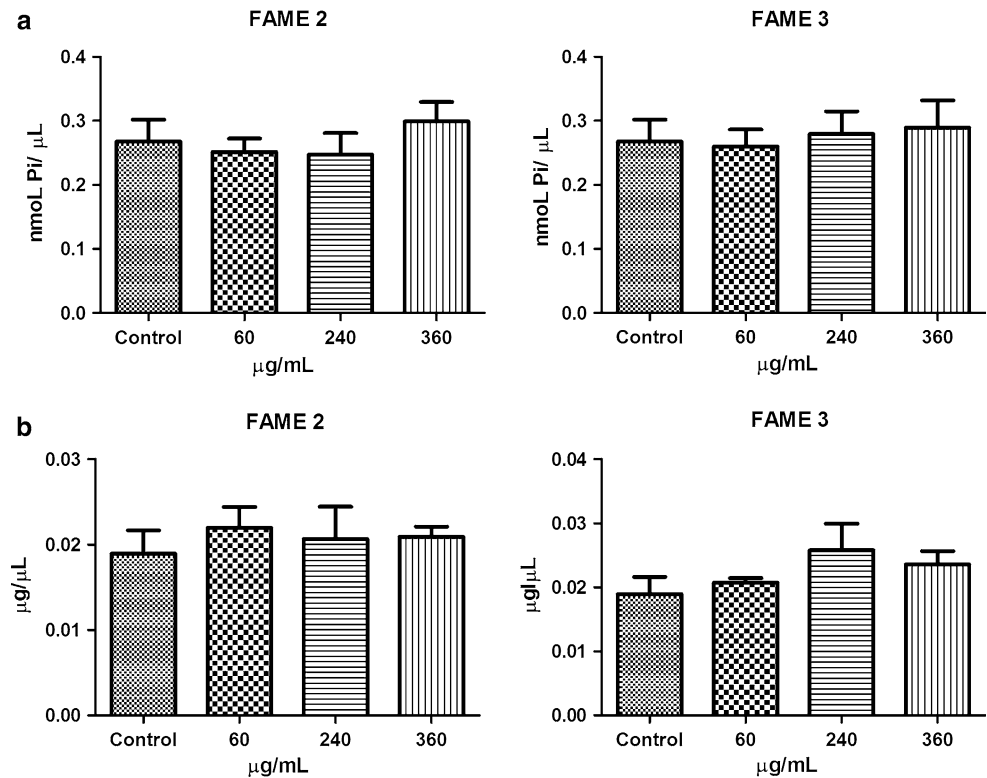 a
FAME 2
nmoL Pi/ μL
0.4
0.3
0.2
0.1
0.0
Control 60 240 360
μg/mL
FAME 3
nmoL Pi/ μL
0.4
0.3
0.2
0.1
0.0
Control 60 240 360
μg/mL
b
FAME 2
μg/μL
0.03
0.02
0.01
0.00
Control 60 240 360
μg/mL
FAME 3
μg|μL
0.04
0.03
0.02
0.01
0.00
Control 60 240 360
μg/mL